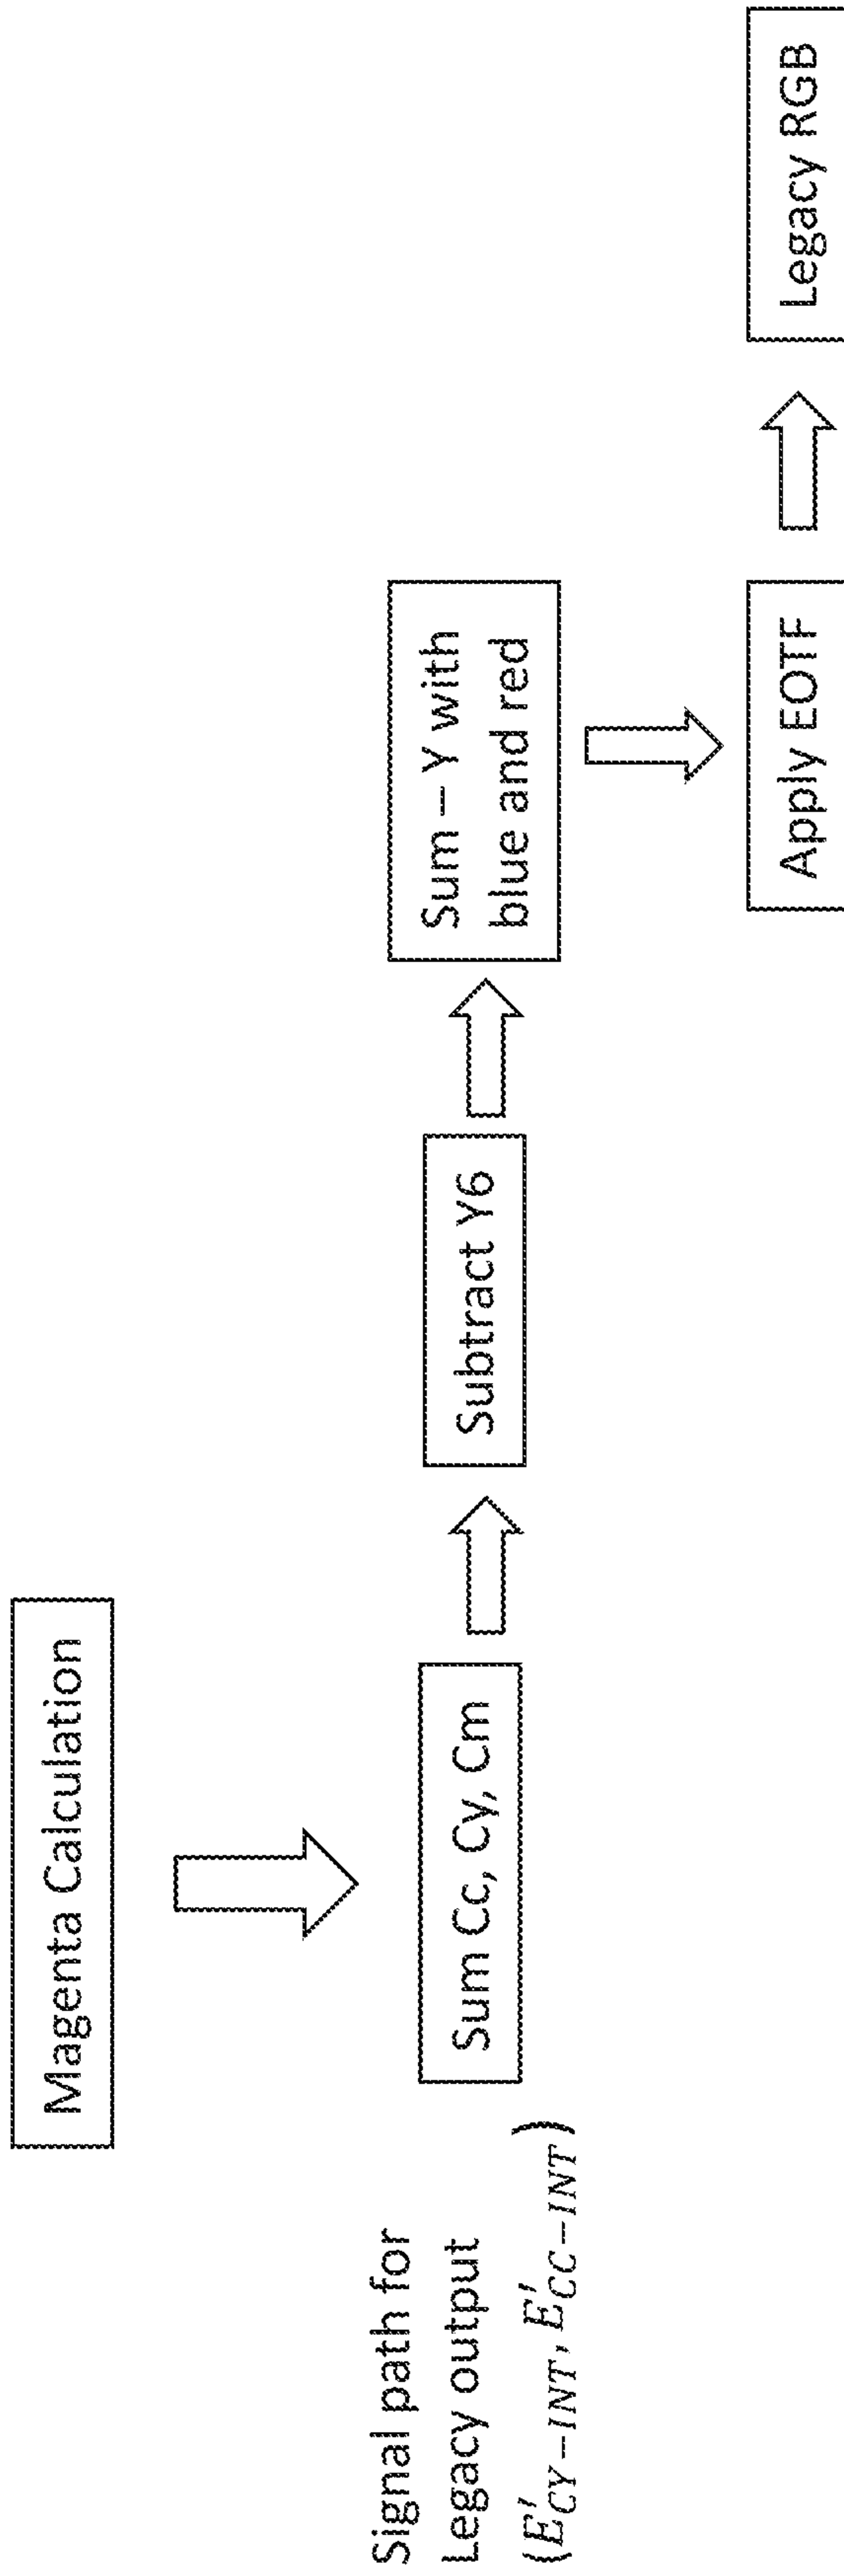 Magenta Calculation
Signal path for
Legacy output
(E′CY−INT, E′CC−INT)
Sum Cc, Cy, Cm
Subtract Y6
Sum – Y with
blue and red
Apply EOTF
Legacy RGB